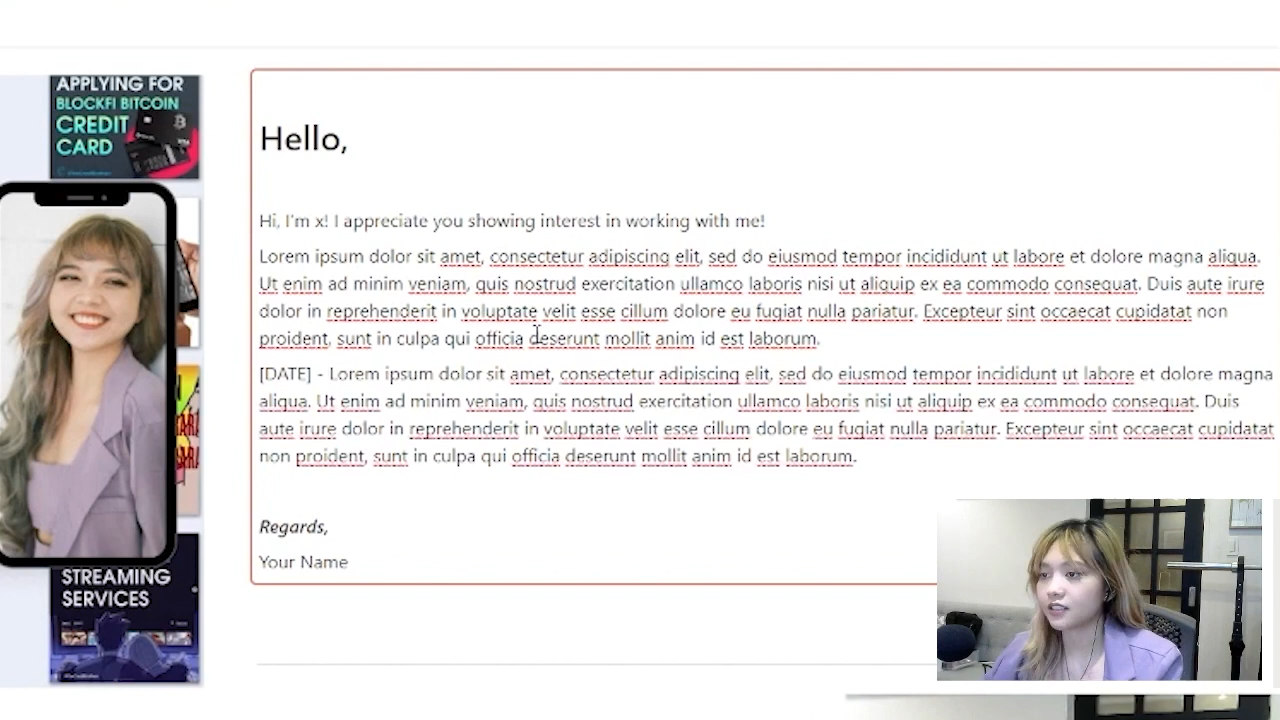 APPLYING FOR
BLOCKFI BITCOIN
CREDIT
CARD
Hello,
Hi, I'm x! I appreciate you showing interest in working with me!
Lorem ipsum dolor sit amet, consectetur adipiscing elit, sed do eiusmod tempor incididunt ut labore et dolore magna aliqua.
Ut enim ad minim veniam, quis nostrud exercitation ullamco laboris nisi ut aliquip ex ea commodo consequat. Duis aute irure
dolor in reprehenderit in voluptate velit esse cillum dolore eu fugiat nulla pariatur. Excepteur sint occaecat cupidatat non
proident, sunt in culpa qui officia deserunt mollit anim id est laborum.
[DATE] - Lorem ipsum dolor sit amet, consectetur adipiscing elit, sed do eiusmod tempor incididunt ut labore et dolore magna
aliqua. Ut enim ad minim veniam, quis nostrud exercitation ullamco laboris nisi ut aliquip ex ea commodo consequat. Duis
aute irure dolor in reprehenderit in voluptate velit esse cillum dolore eu fugiat nulla pariatur. Excepteur sint occaecat cupidatat
non proident, sunt in culpa qui officia deserunt mollit anim id est laborum.
Regards,
Your Name
STREAMING
SERVICES